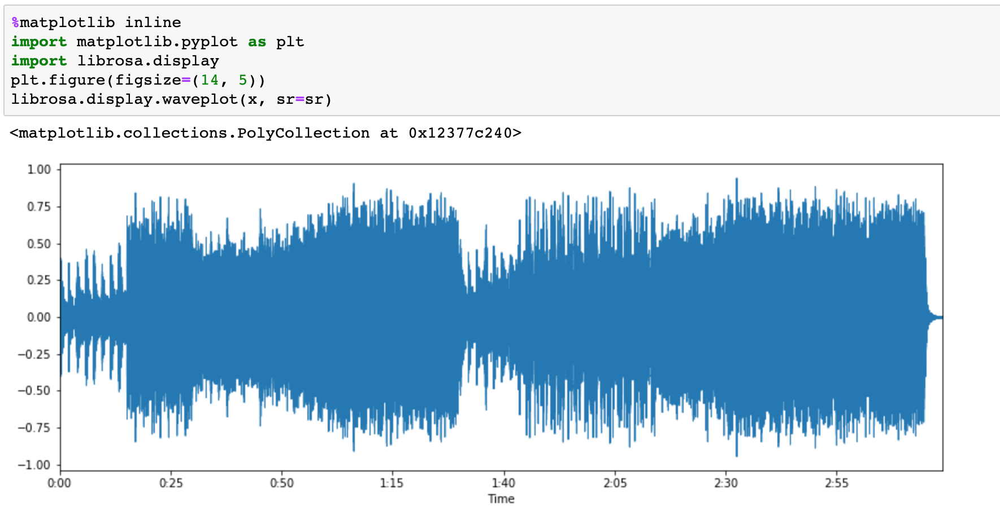 %matplotlib inline
import matplotlib.pyplot as plt
import librosa.display
plt.figure(figsize=(14, 5))
librosa.display.waveplot(x, sr=sr)
<matplotlib.collections.PolyCollection at 0x12377c240>
1.00
0.75
0.50
0.25
0.00
−0.25
−0.50
−0.75
−1.00
0:00 0:25 0:50 1:15 1:40 2:05 2:30 2:55
Time